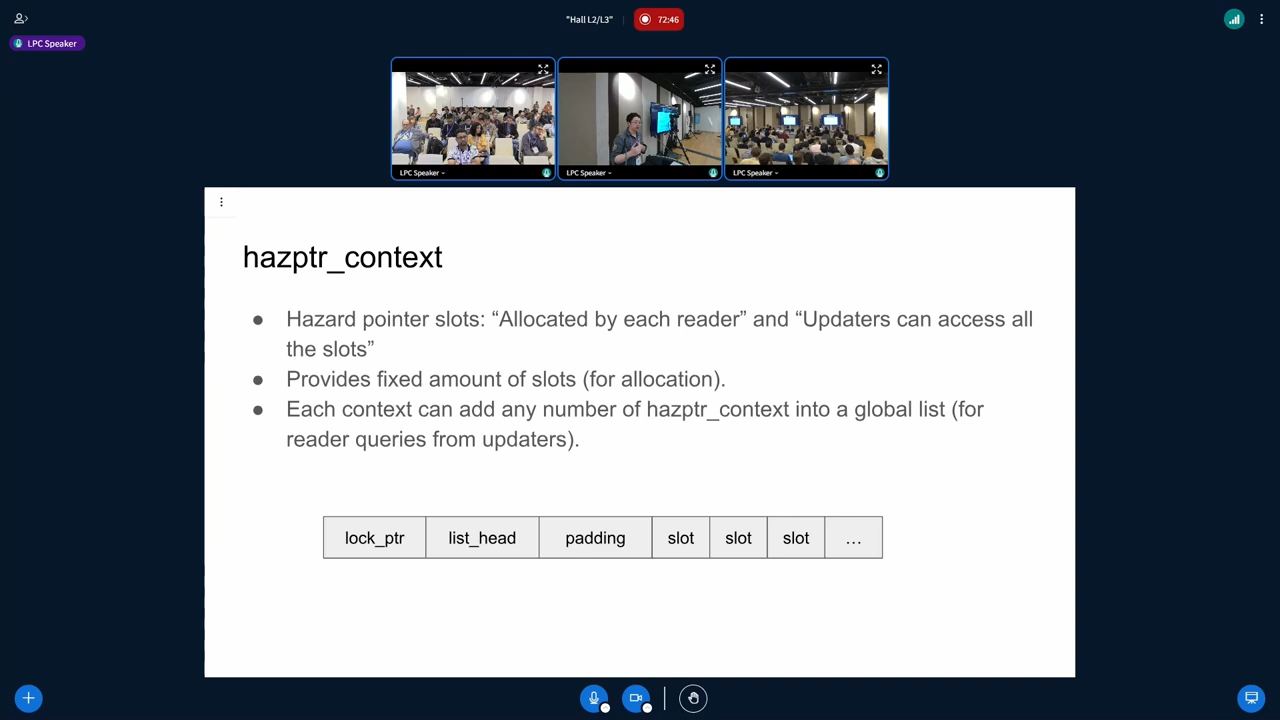 "Hall L2/L3"
72:46
LPC Speaker
LPC Speaker
LPC Speaker
LPC Speaker
hazptr_context
● Hazard pointer slots: “Allocated by each reader” and “Updaters can access all
the slots”
● Provides fixed amount of slots (for allocation).
● Each context can add any number of hazptr_context into a global list (for
reader queries from updaters).
lock_ptr list_head padding slot slot slot …